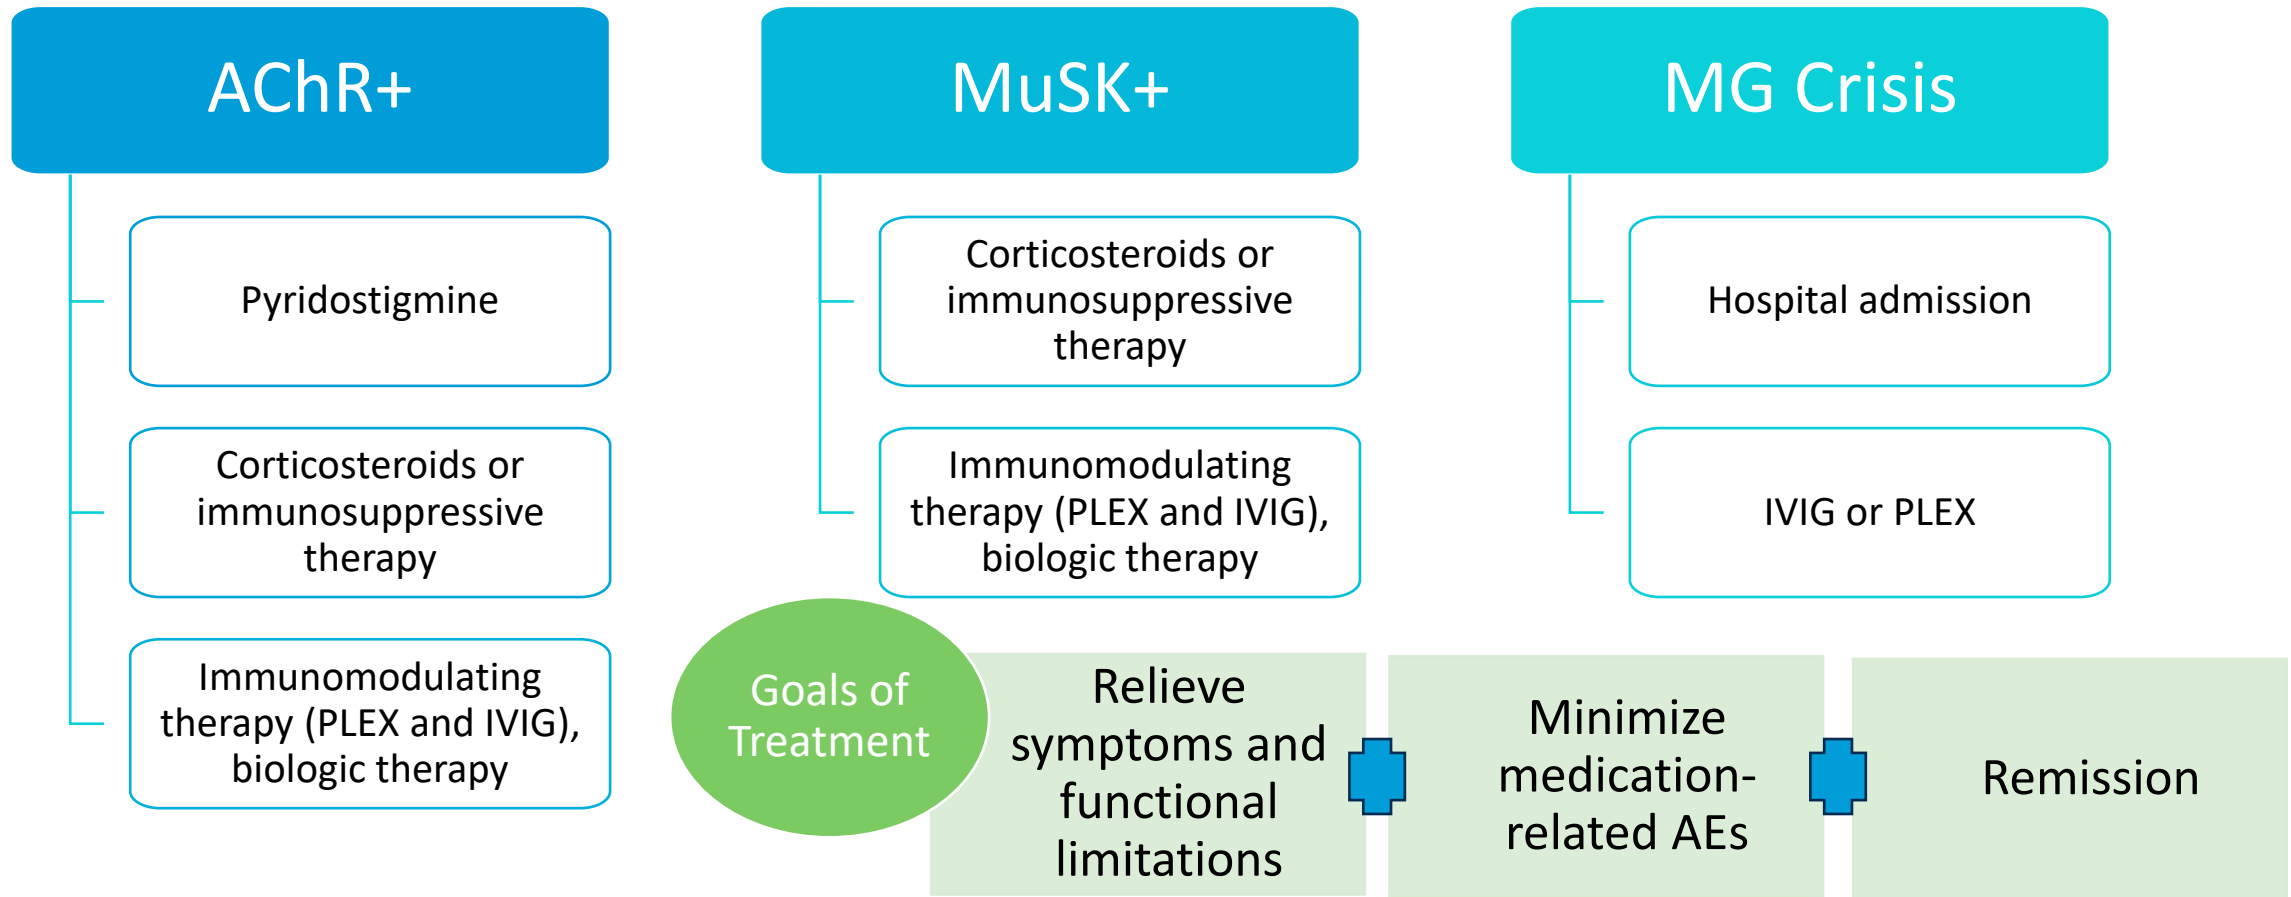 AChR+
Pyridostigmine
Corticosteroids or
immunosuppressive
therapy
Immunomodulating
therapy (PLEX and IVIG),
biologic therapy
MuSK+
Corticosteroids or
immunosuppressive
therapy
Immunomodulating
therapy (PLEX and IVIG),
biologic therapy
MG Crisis
Hospital admission
IVIG or PLEX
Goals of
Treatment
Relieve
symptoms and
functional
limitations
Minimize
medication-
related AEs
Remission